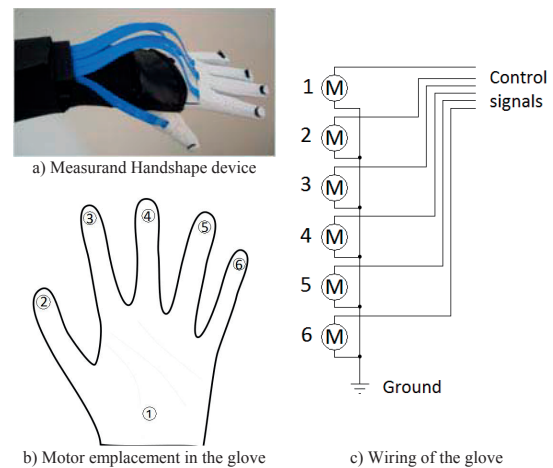 a) Measurand Handshape device
①
②
③
④
⑤
⑥
b) Motor emplacement in the glove
1 M
2 M
3 M
4 M
5 M
6 M
Control
signals
Ground
c) Wiring of the glove